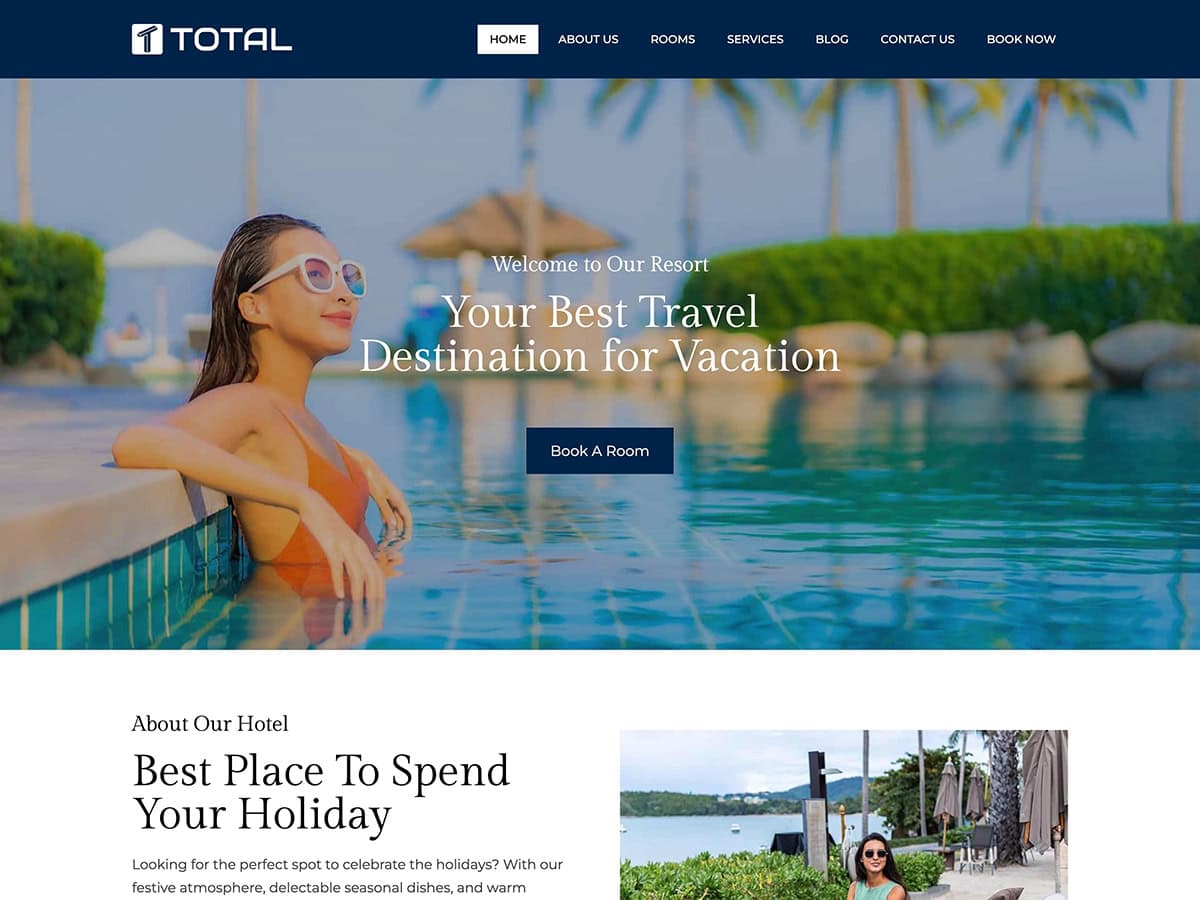 TOTAL
HOME ABOUT US ROOMS SERVICES BLOG CONTACT US BOOK NOW
Welcome to Our Resort
Your Best Travel
Destination for Vacation
Book A Room
About Our Hotel
Best Place To Spend
Your Holiday
Looking for the perfect spot to celebrate the holidays? With our
festive atmosphere, delectable seasonal dishes, and warm